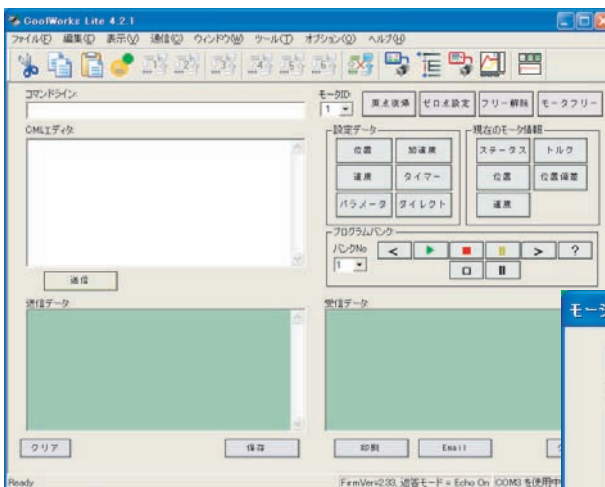 CoolWorks Lite 4.2.1
ファイル(F) 編集(E) 表示(V) 通信(C) ウィンドウ(W) ツール(T) オプション(O) ヘルプ(H)
コマンドライン
モータID
1 原点復帰 ゼロ点設定 フリー解除 モータフリー
CMLエディタ
設定データ
位置 加速度
速度 タイマー
パラメータ ダイレクト
現在のモータ情報
ステータス トルク
位置 位置偏差
速度
プログラムバンク
バンクNo
1
< > ?
送信
送信データ
受信データ
クリア 保存 印刷 Email
Ready
FirmVer=2.33, 返答モード = Echo On COM3 を使用中